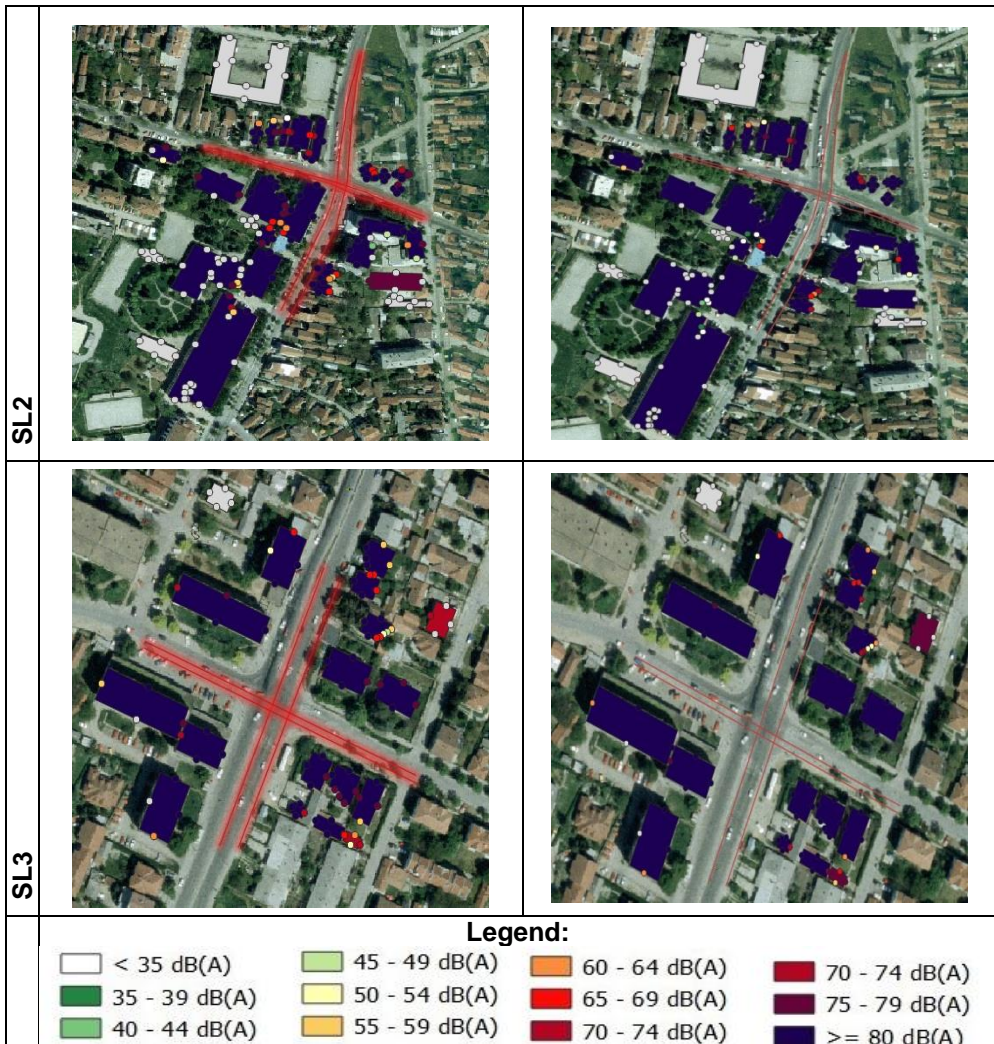 SL2
SL3
Legend:
< 35 dB(A)
35 - 39 dB(A)
40 - 44 dB(A)
45 - 49 dB(A)
50 - 54 dB(A)
55 - 59 dB(A)
60 - 64 dB(A)
65 - 69 dB(A)
70 - 74 dB(A)
70 - 74 dB(A)
75 - 79 dB(A)
>= 80 dB(A)